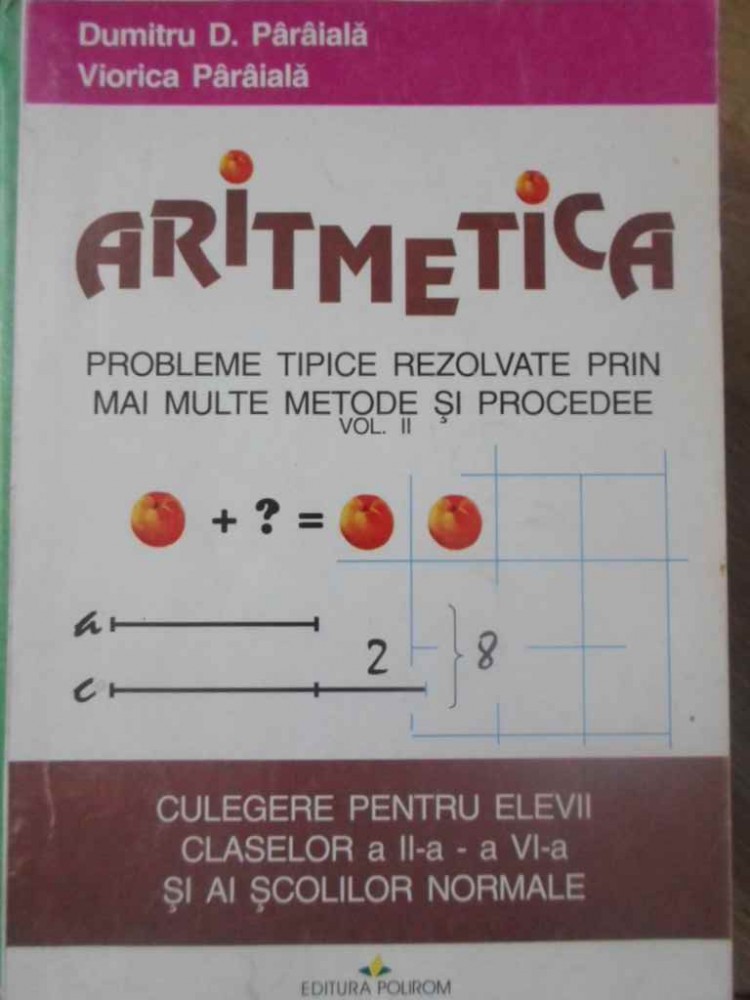 Dumitru D. Pârâială
Viorica Pârâială
ARiTMETiCA
PROBLEME TIPICE REZOLVATE PRIN
MAI MULTE METODE ŞI PROCEDEE
VOL. II
+ ? =
a
2
8
c
CULEGERE PENTRU ELEVII
CLASELOR a II-a - a VI-a
ŞI AI ŞCOLILOR NORMALE
EDITURA POLIROM